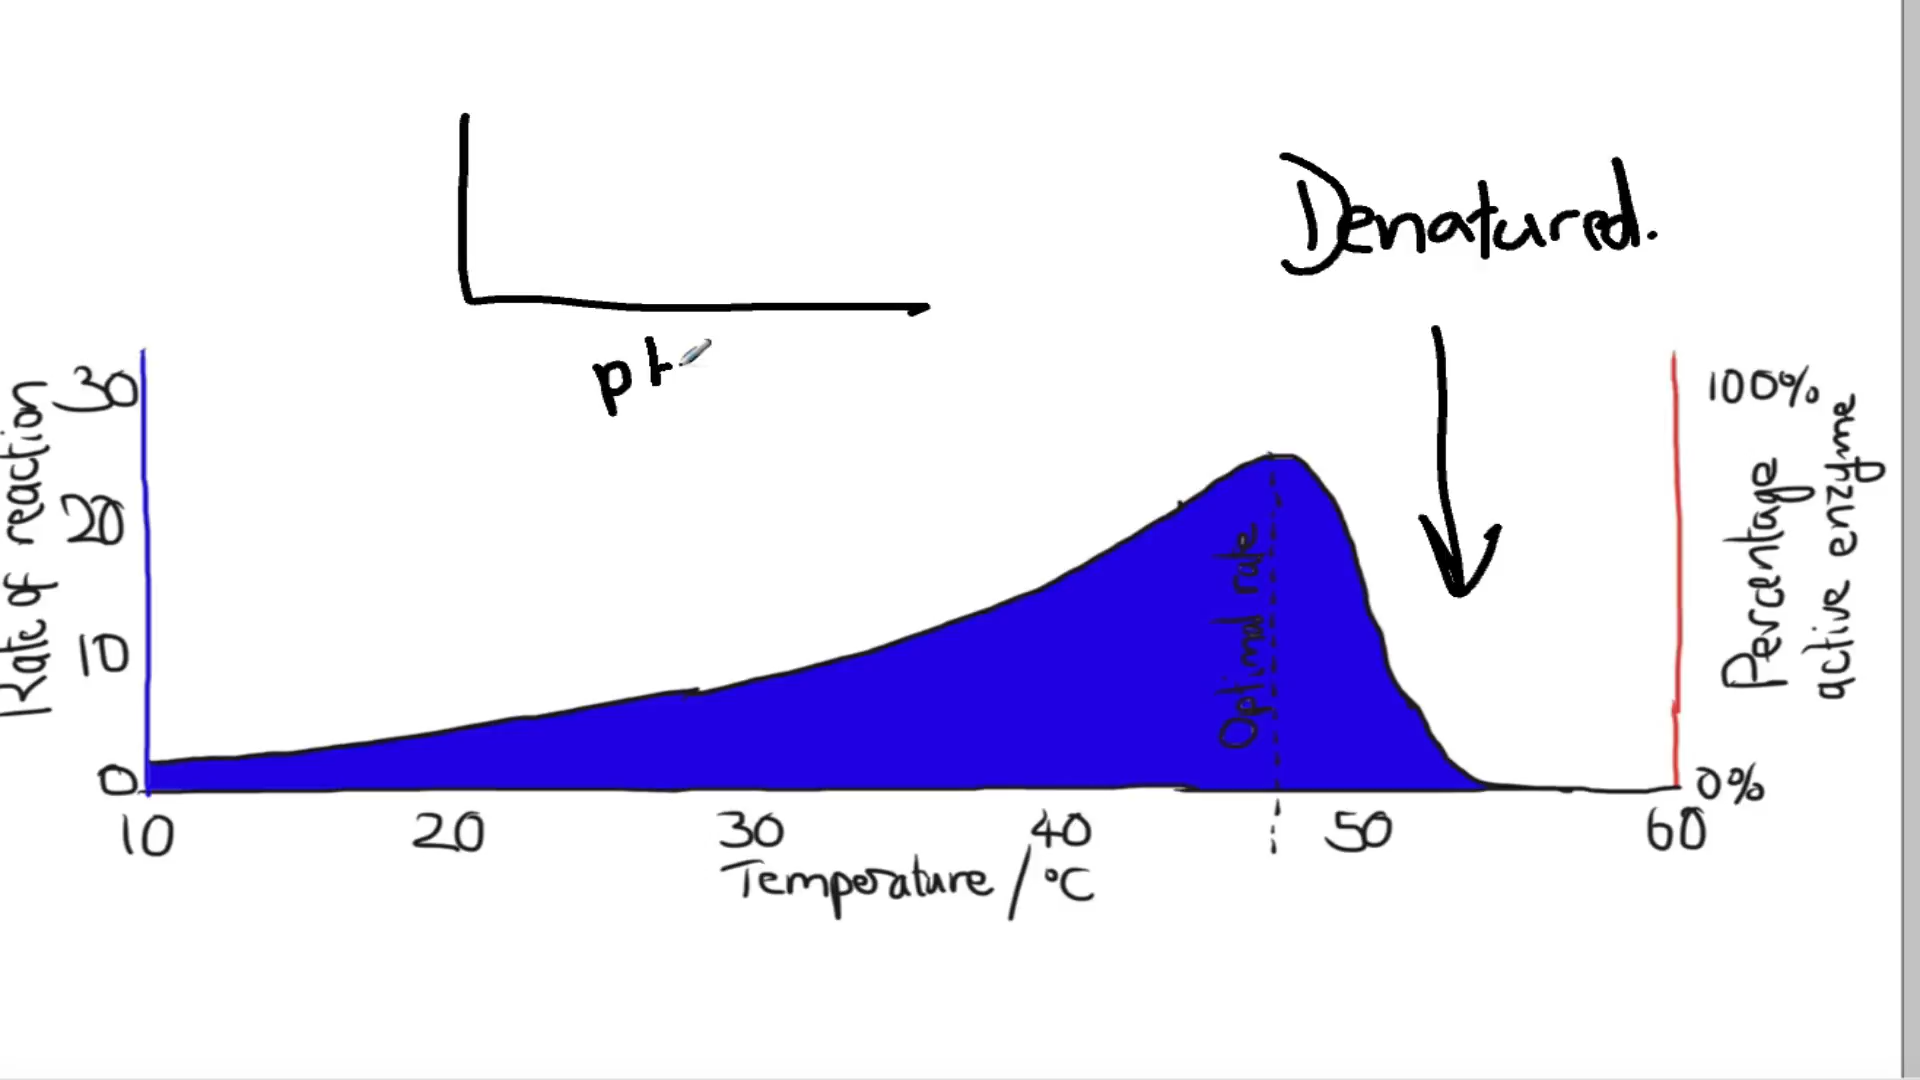 Denatured.
pH
30
20
10
0
Rate of reaction
Optimal rate
100%
0%
Percentage
active enzyme
10 20 30 40 50 60
Temperature / °C